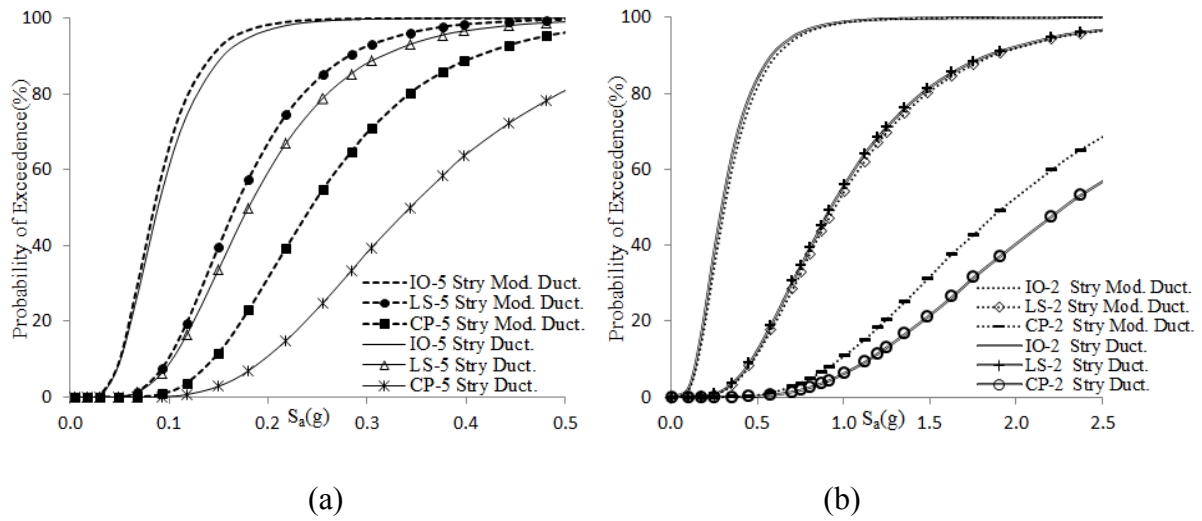 Probability of Exceedence(%)
100
80
60
40
20
0
0.0 0.1 0.2 0.3 0.4 0.5
Sa(g)
IO-5 Stry Mod. Duct.
LS-5 Stry Mod. Duct.
CP-5 Stry Mod. Duct.
IO-5 Stry Duct.
LS-5 Stry Duct.
CP-5 Stry Duct.
(a)
Probability of Exceedence(%)
100
80
60
40
20
0
0.0 0.5 1.0 1.5 2.0 2.5
Sa(g)
IO-2 Stry Mod. Duct.
LS-2 Stry Mod. Duct.
CP-2 Stry Mod. Duct.
IO-2 Stry Duct.
LS-2 Stry Duct.
CP-2 Stry Duct.
(b)